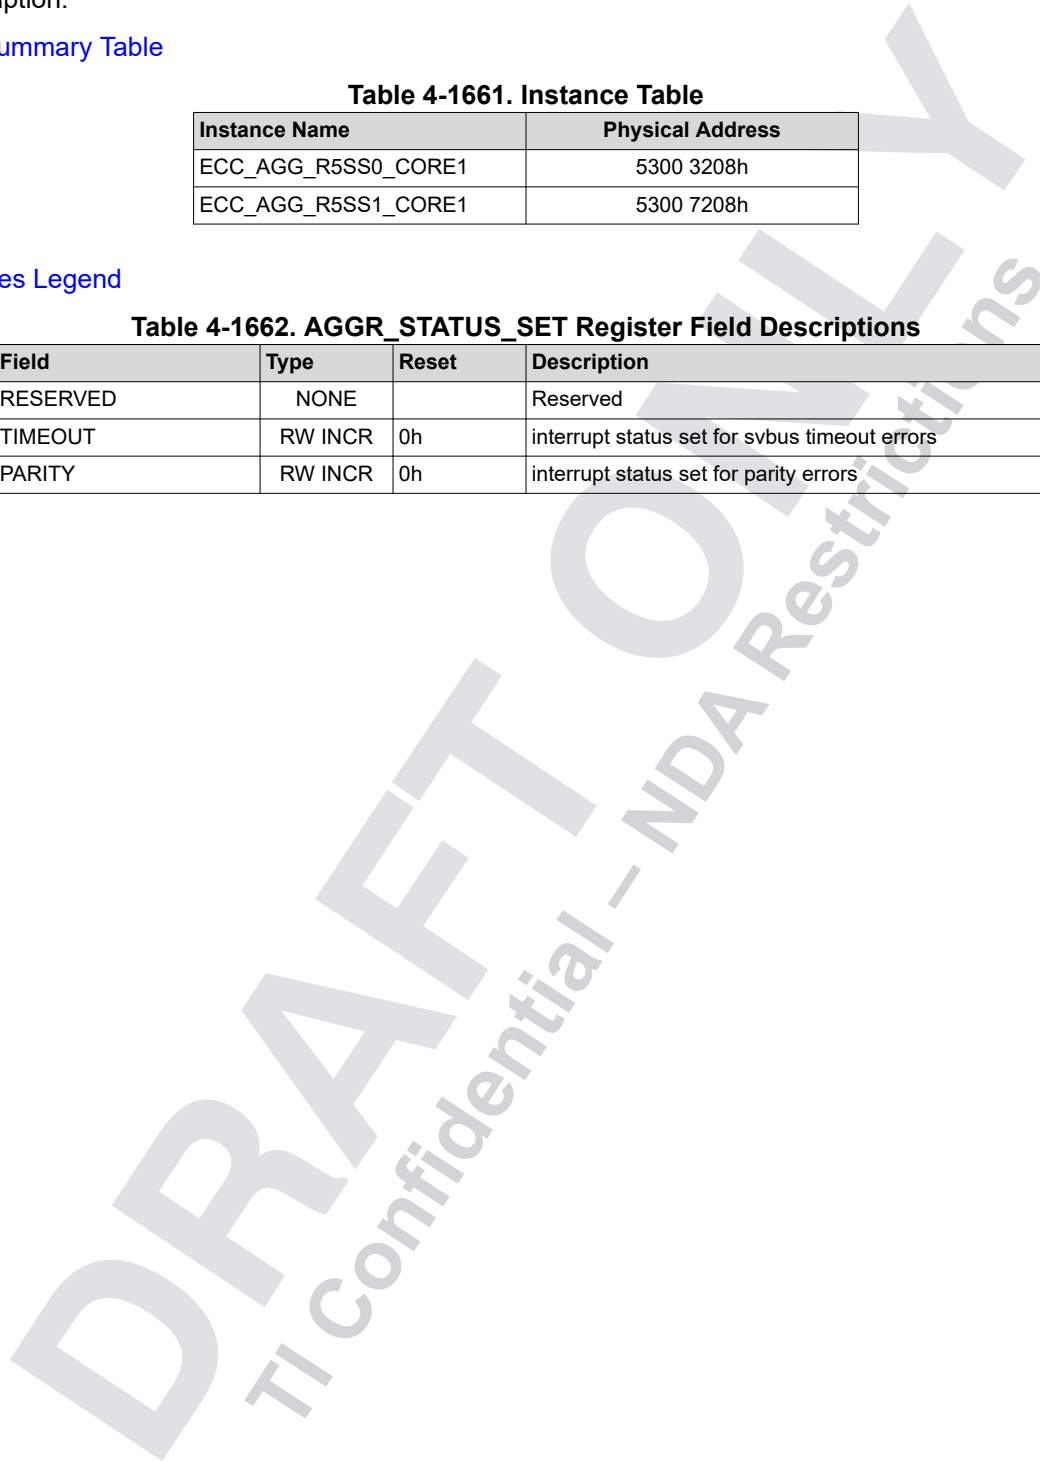 ummary Table
Table 4-1661. Instance Table
Instance Name Physical Address
ECC_AGG_R5SS0_CORE1 5300 3208h
ECC_AGG_R5SS1_CORE1 5300 7208h
es Legend
Table 4-1662. AGGR_STATUS_SET Register Field Descriptions
Field Type Reset Description
RESERVED NONE Reserved
TIMEOUT RW INCR 0h interrupt status set for svbus timeout errors
PARITY RW INCR 0h interrupt status set for parity errors
DRAFT ONLY
TI Confidential – NDA Restrictions